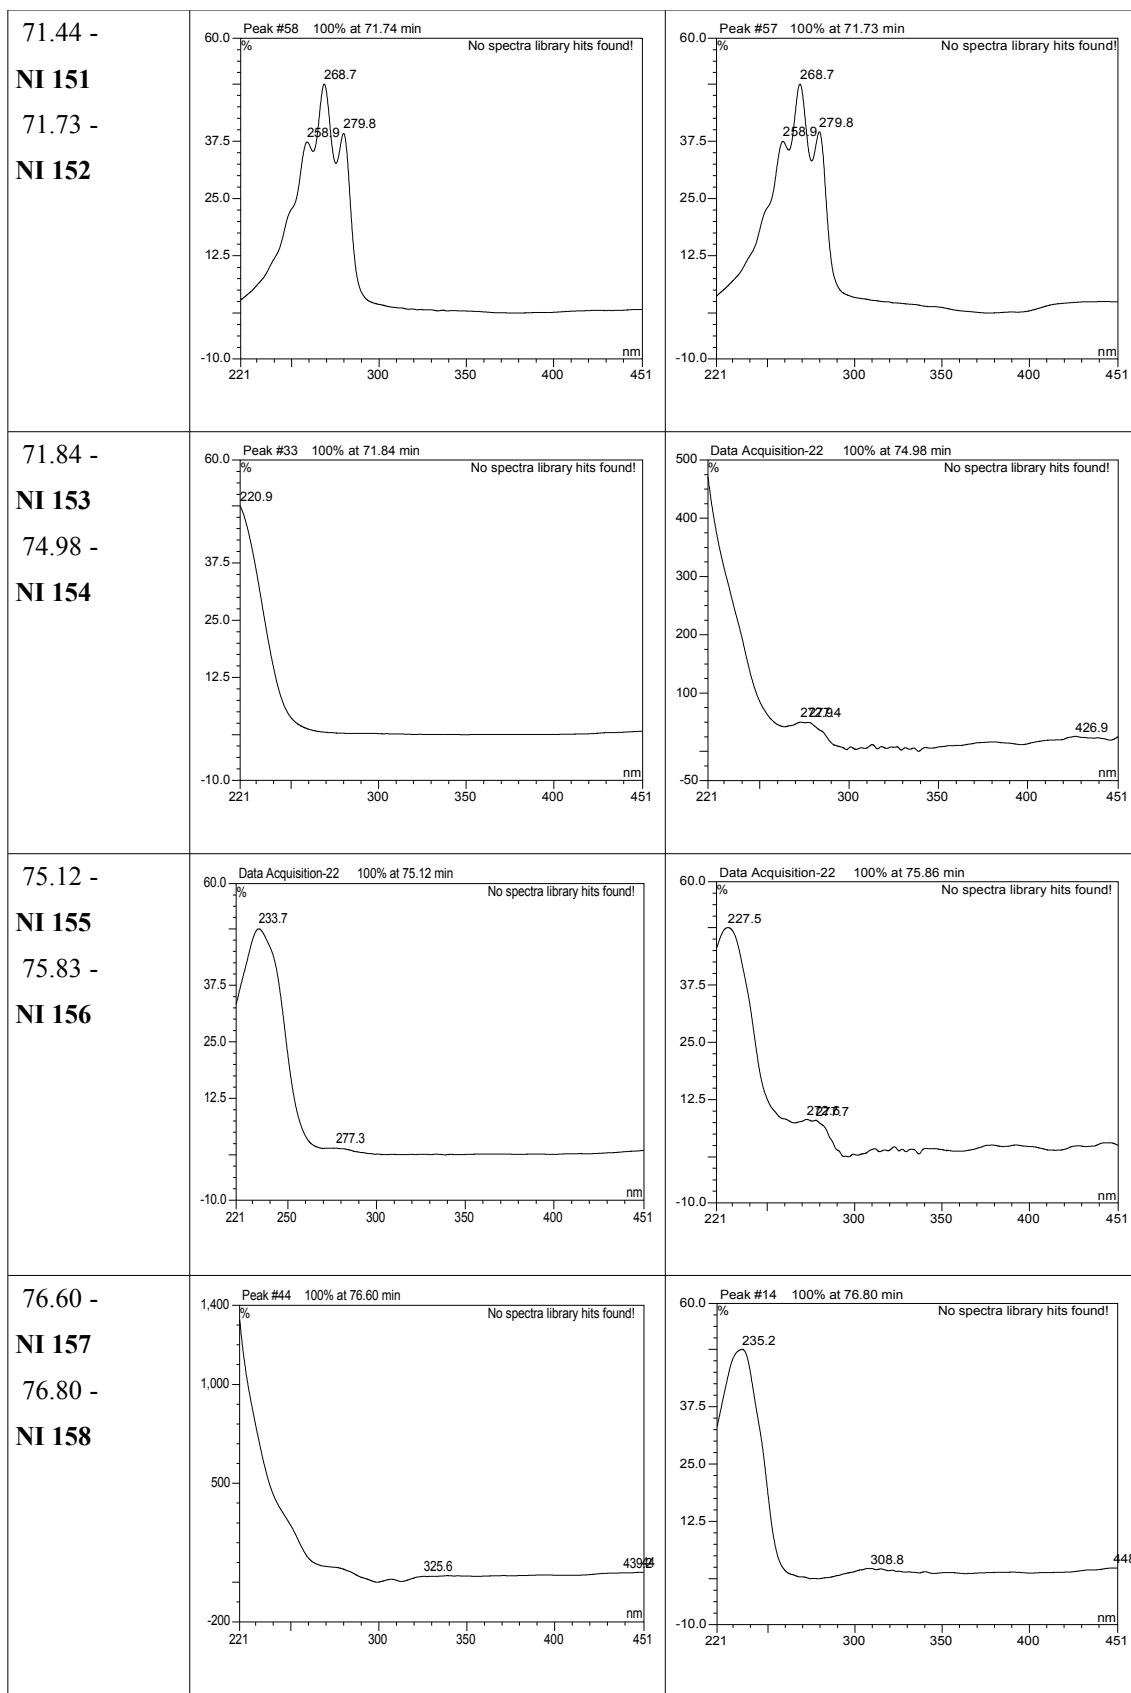 71.44 -
NI 151
71.73 -
NI 152
Peak #58 100% at 71.74 min
60.0
%
No spectra library hits found!
268.7
258.9
279.8
37.5
25.0
12.5
-10.0
nm
221 300 350 400 451
Peak #57 100% at 71.73 min
60.0
%
No spectra library hits found!
268.7
258.9
279.8
37.5
25.0
12.5
-10.0
nm
221 300 350 400 451
71.84 -
NI 153
74.98 -
NI 154
Peak #33 100% at 71.84 min
60.0
%
No spectra library hits found!
220.9
37.5
25.0
12.5
-10.0
nm
221 300 350 400 451
Data Acquisition-22 100% at 74.98 min
500
%
No spectra library hits found!
400
300
200
100
426.9
-50
nm
221 300 350 400 451
75.12 -
NI 155
75.83 -
NI 156
Data Acquisition-22 100% at 75.12 min
60.0
%
No spectra library hits found!
233.7
37.5
25.0
12.5
277.3
-10.0
nm
221 250 300 350 400 451
Data Acquisition-22 100% at 75.86 min
60.0
%
No spectra library hits found!
227.5
37.5
25.0
12.5
-10.0
nm
221 300 350 400 451
76.60 -
NI 157
76.80 -
NI 158
Peak #44 100% at 76.60 min
1,400
%
No spectra library hits found!
1,000
500
325.6
-200
nm
221 300 350 400 451
Peak #14 100% at 76.80 min
60.0
%
No spectra library hits found!
235.2
37.5
25.0
12.5
308.8
448
-10.0
nm
221 300 350 400 451